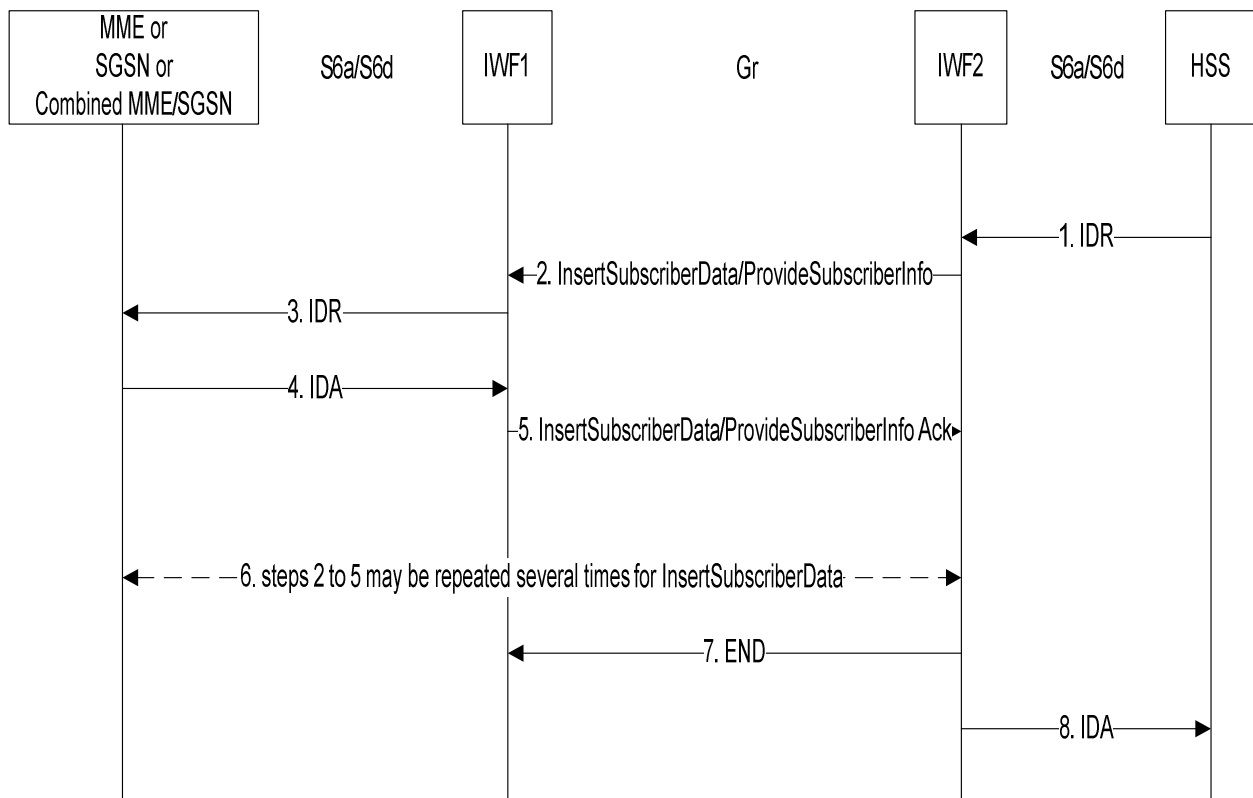 MME or
SGSN or
Combined MME/SGSN
S6a/S6d
IWF1
Gr
IWF2
S6a/S6d
HSS
1. IDR
2. InsertSubscriberData/ProvideSubscriberInfo
3. IDR
4. IDA
5. InsertSubscriberData/ProvideSubscriberInfo Ack
6. steps 2 to 5 may be repeated several times for InsertSubscriberData
7. END
8. IDA